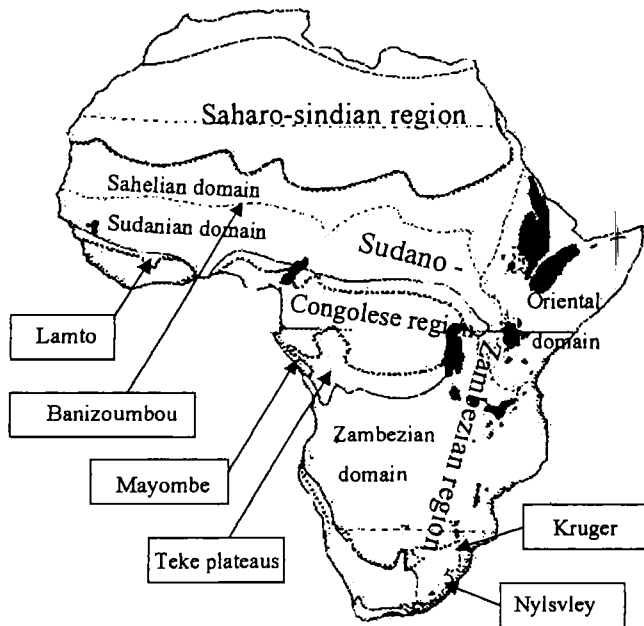 Saharo-sindian region
Sahelian domain
Sudanian domain
Sudano -
Zambezian region
Oriental
domain
Congolese region
Lamto
Banizoumbou
Zambezian
domain
Mayombe
Teke plateaus
Kruger
Nylsvley